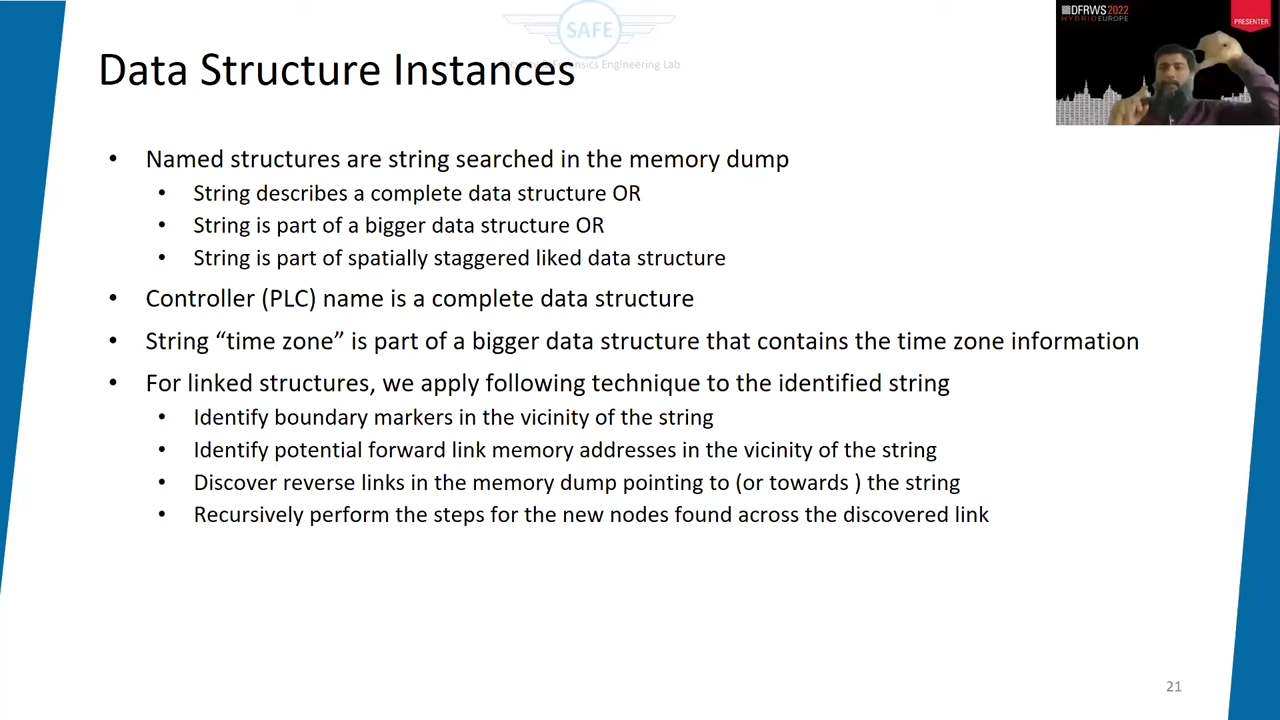 SAFE
Forensics Engineering Lab
Data Structure Instances
DFRWS 2022
HYBRID EUROPE
PRESENTER
• Named structures are string searched in the memory dump
• String describes a complete data structure OR
• String is part of a bigger data structure OR
• String is part of spatially staggered liked data structure
• Controller (PLC) name is a complete data structure
• String “time zone” is part of a bigger data structure that contains the time zone information
• For linked structures, we apply following technique to the identified string
• Identify boundary markers in the vicinity of the string
• Identify potential forward link memory addresses in the vicinity of the string
• Discover reverse links in the memory dump pointing to (or towards ) the string
• Recursively perform the steps for the new nodes found across the discovered link
21